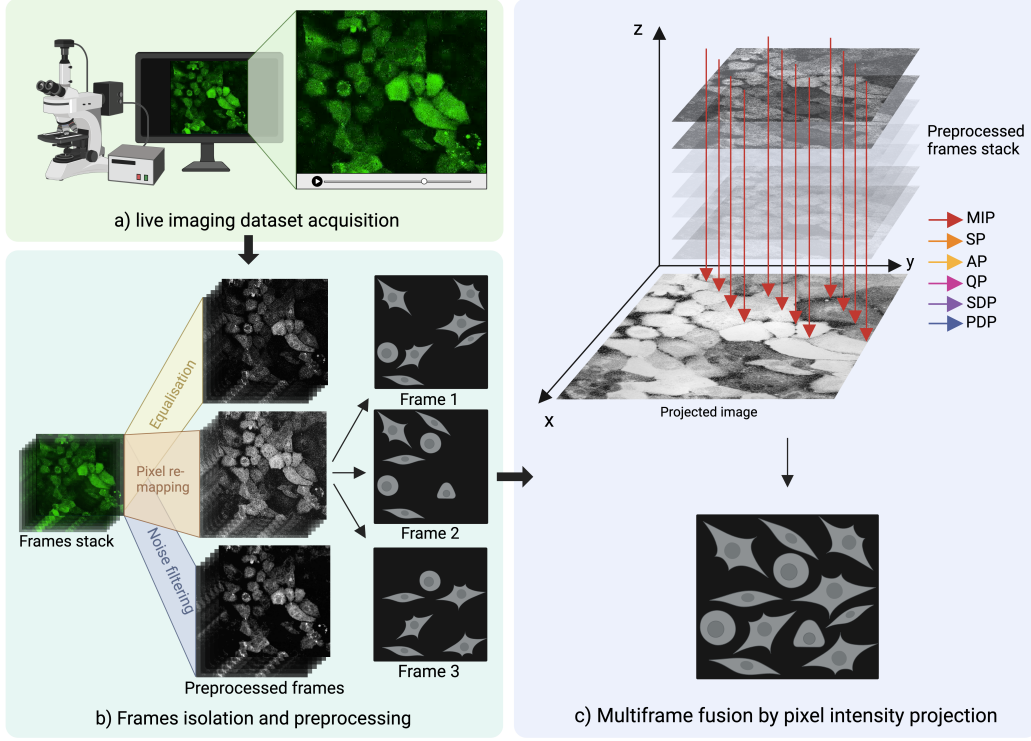 a) live imaging dataset acquisition
Equalisation
Pixel re-
mapping
Noise filtering
Frames stack
Preprocessed frames
Frame 1
Frame 2
Frame 3
b) Frames isolation and preprocessing
z
y
x
Preprocessed
frames stack
MIP
SP
AP
QP
SDP
PDP
Projected image
c) Multiframe fusion by pixel intensity projection